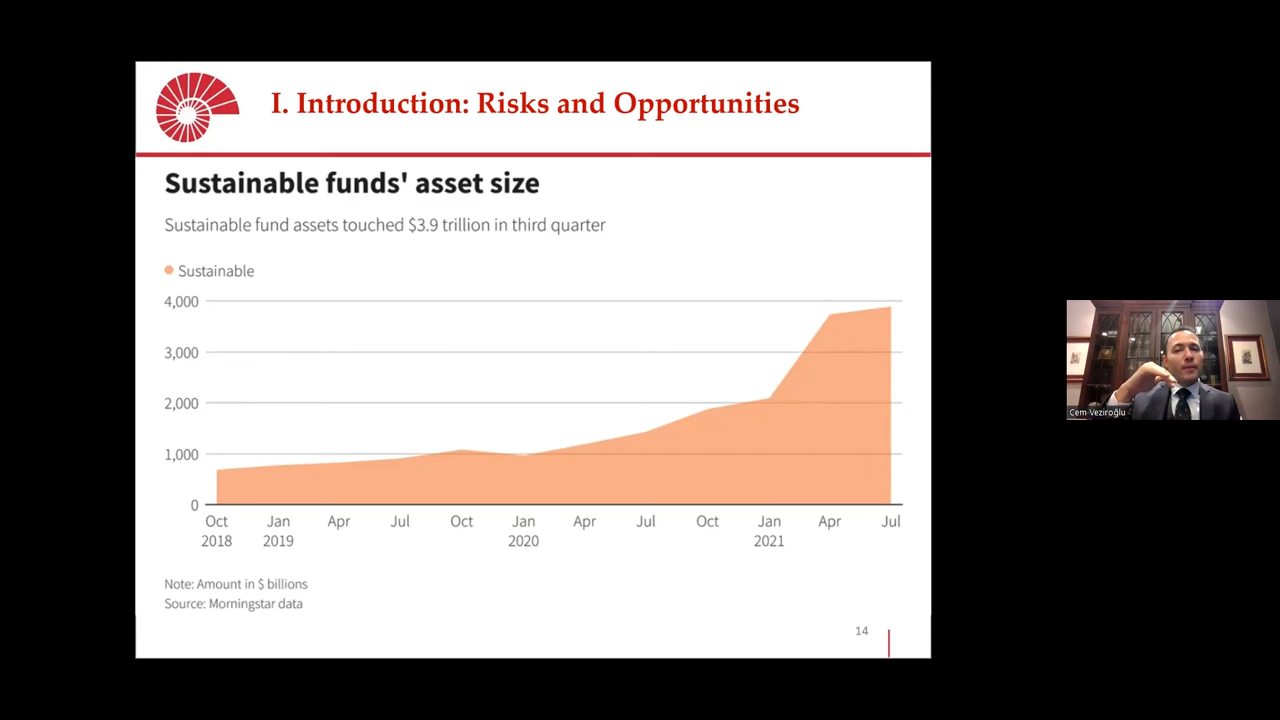 I. Introduction: Risks and Opportunities
Sustainable funds' asset size
Sustainable fund assets touched $3.9 trillion in third quarter
Sustainable
4,000
3,000
2,000
1,000
0
Oct Jan Apr Jul Oct Jan Apr Jul Oct Jan Apr Jul
2018 2019 2020 2021
Note: Amount in $ billions
Source: Morningstar data
14
Cem Veziroğlu